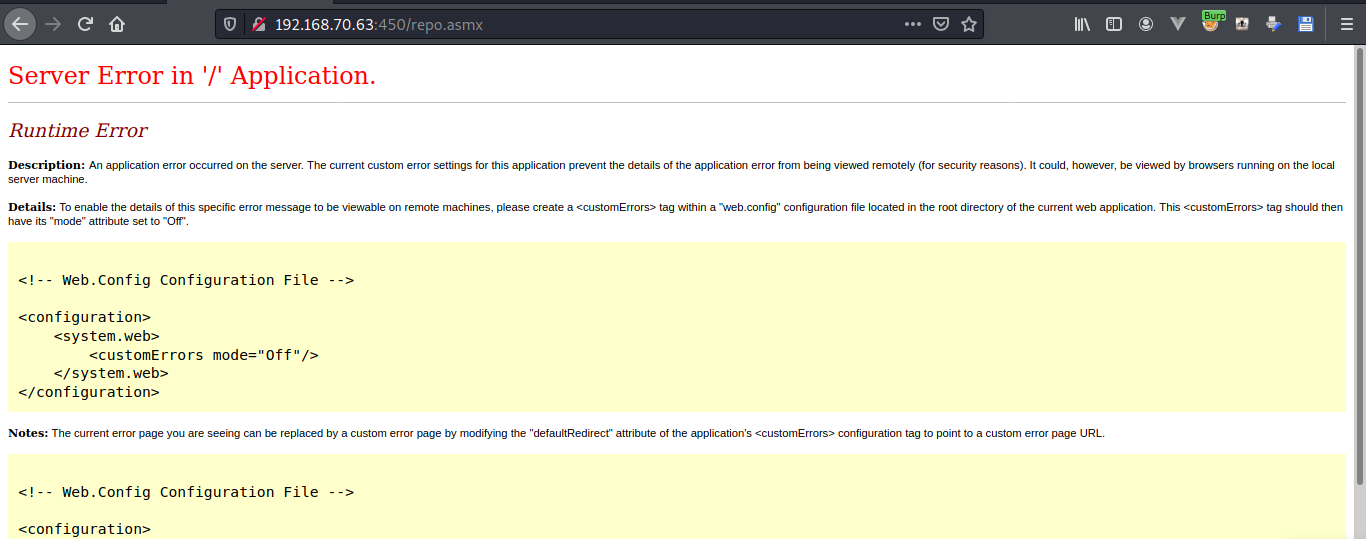 192.168.70.63:450/repo.asmx
Burp
Server Error in '/' Application.
Runtime Error
Description: An application error occurred on the server. The current custom error settings for this application prevent the details of the application error from being viewed remotely (for security reasons). It could, however, be viewed by browsers running on the local
server machine.
Details: To enable the details of this specific error message to be viewable on remote machines, please create a <customErrors> tag within a "web.config" configuration file located in the root directory of the current web application. This <customErrors> tag should then
have its "mode" attribute set to "Off".
<!-- Web.Config Configuration File -->
<configuration>
    <system.web>
        <customErrors mode="Off"/>
    </system.web>
</configuration>
Notes: The current error page you are seeing can be replaced by a custom error page by modifying the "defaultRedirect" attribute of the application's <customErrors> configuration tag to point to a custom error page URL.
<!-- Web.Config Configuration File -->
<configuration>